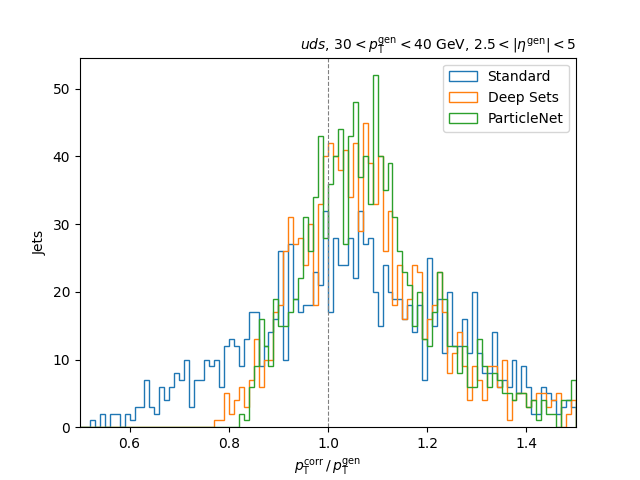 uds, 30 < p_T^gen < 40 GeV, 2.5 < |η^gen| < 5
Standard
Deep Sets
ParticleNet
Jets
50
40
30
20
10
0
0.6 0.8 1.0 1.2 1.4
p_T^corr / p_T^gen